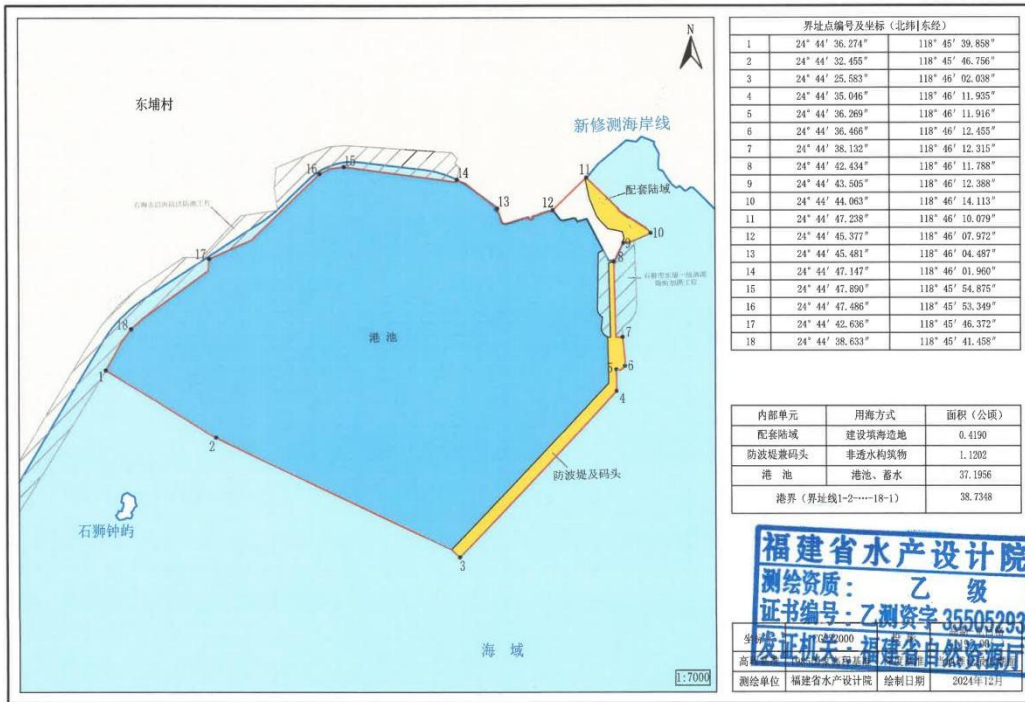 N
东埔村
新修测海岸线
配套陆域
港 池
防波堤及码头
石狮钟屿
海 域
1:7000
1
2
3
4
5
6
7
8
9
10
11
12
13
14
15
16
17
18
界址点编号及坐标（北纬|东经）
1 24° 44′ 36.274″ 118° 45′ 39.858″
2 24° 44′ 32.455″ 118° 45′ 46.756″
3 24° 44′ 25.583″ 118° 46′ 02.038″
4 24° 44′ 35.046″ 118° 46′ 11.935″
5 24° 44′ 36.269″ 118° 46′ 11.916″
6 24° 44′ 36.466″ 118° 46′ 12.455″
7 24° 44′ 38.132″ 118° 46′ 12.315″
8 24° 44′ 42.434″ 118° 46′ 11.788″
9 24° 44′ 43.505″ 118° 46′ 12.388″
10 24° 44′ 44.063″ 118° 46′ 14.113″
11 24° 44′ 47.238″ 118° 46′ 10.079″
12 24° 44′ 45.377″ 118° 46′ 07.972″
13 24° 44′ 45.481″ 118° 46′ 04.487″
14 24° 44′ 47.147″ 118° 46′ 01.960″
15 24° 44′ 47.890″ 118° 45′ 54.875″
16 24° 44′ 47.486″ 118° 45′ 53.349″
17 24° 44′ 42.636″ 118° 45′ 46.372″
18 24° 44′ 38.633″ 118° 45′ 41.458″
内部单元 用海方式 面积（公顷）
配套陆域 建设填海造地 0.4190
防波堤兼码头 非透水构筑物 1.1202
港 池 港池、蓄水 37.1956
港界（界址线1-2-…-18-1） 38.7348
福建省水产设计院
测绘资质： 乙 级
证书编号：乙测资字 35505293
发证机关：福建省自然资源厅
测绘单位 福建省水产设计院 绘制日期 2024年12月